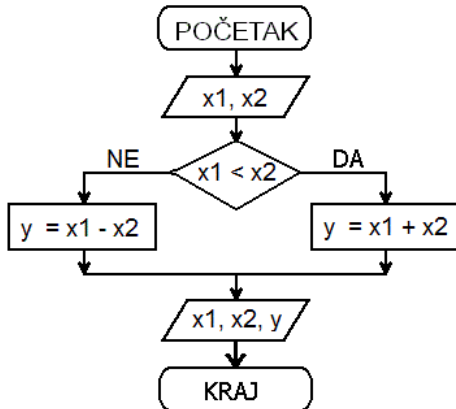 POČETAK
x1, x2
NE
x1 < x2
DA
y = x1 - x2
y = x1 + x2
x1, x2, y
KRAJ